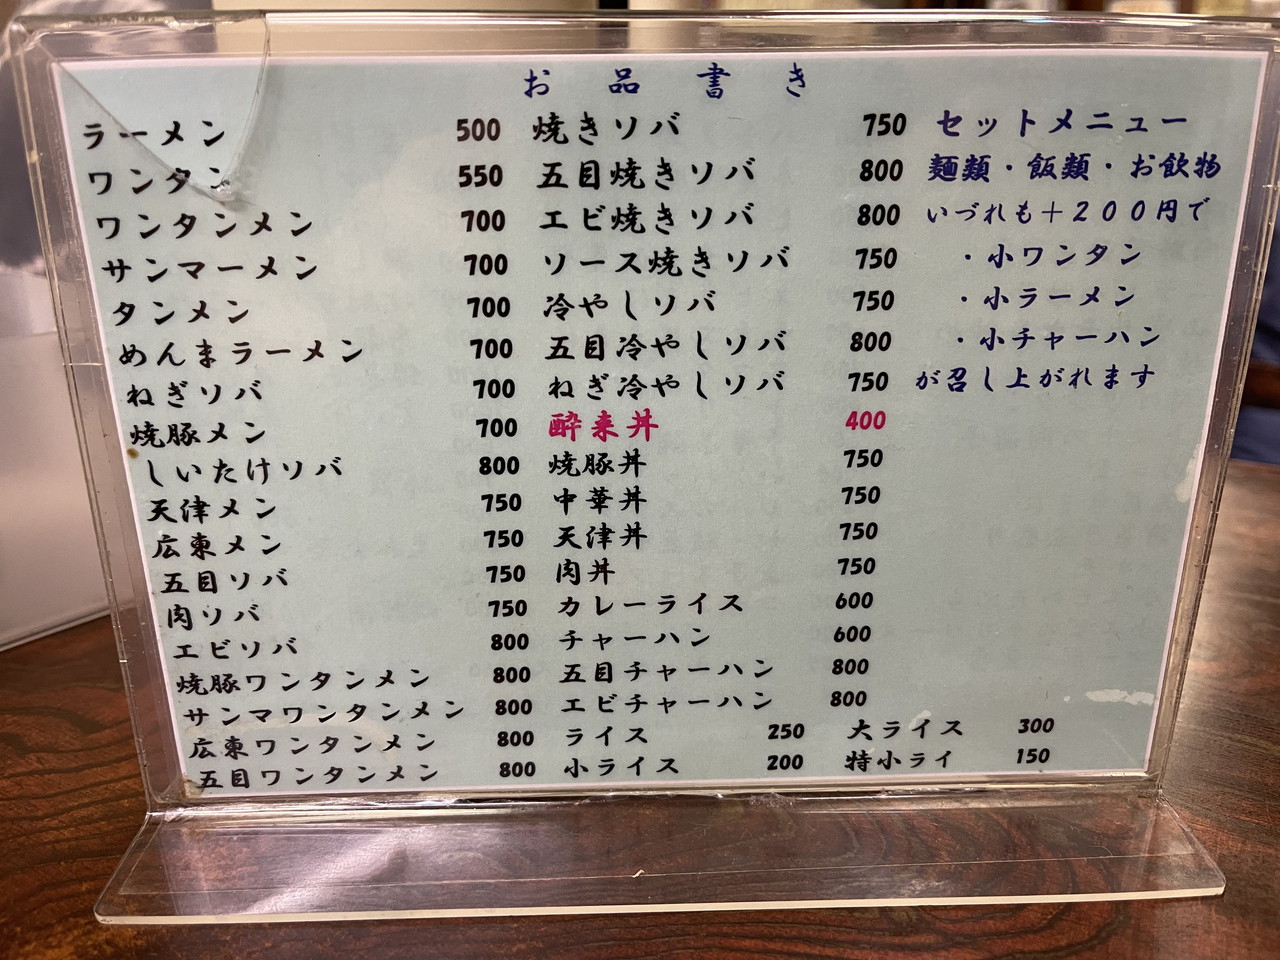 お品書き
ラーメン 500
ワンタン 550
ワンタンメン 700
サンマーメン 700
タンメン 700
めんまラーメン 700
ねぎソバ 700
焼豚メン 700
しいたけソバ 800
天津メン 750
広東メン 750
五目ソバ 750
肉ソバ 750
エビソバ 800
焼豚ワンタンメン 800
サンマワンタンメン 800
広東ワンタンメン 800
五目ワンタンメン 800
焼きソバ 750
五目焼きソバ 800
エビ焼きソバ 800
ソース焼きソバ 750
冷やしソバ 750
五目冷やしソバ 800
ねぎ冷やしソバ 750
酔来丼 400
焼豚丼 750
中華丼 750
天津丼 750
肉丼 750
カレーライス 600
チャーハン 600
五目チャーハン 800
エビチャーハン 800
ライス 250 大ライス 300
小ライス 200 特小ライ 150
セットメニュー
麺類・飯類・お飲物
いづれも＋２００円で
・小ワンタン
・小ラーメン
・小チャーハン
が召し上がれます